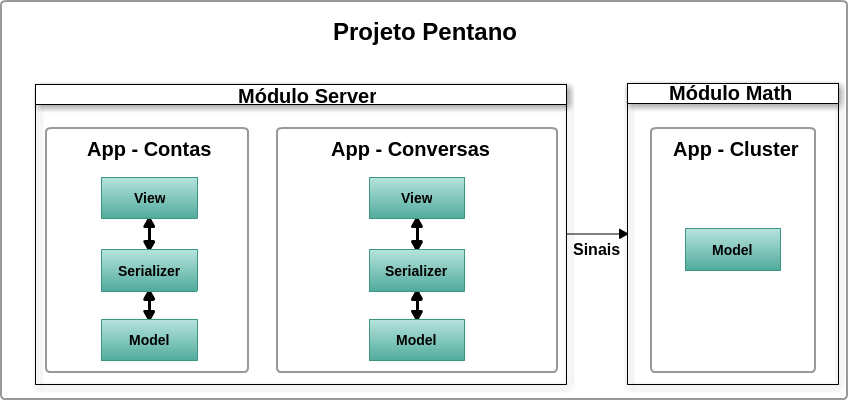 Projeto Pentano
Módulo Server
App - Contas
View
Serializer
Model
App - Conversas
View
Serializer
Model
Sinais
Módulo Math
App - Cluster
Model